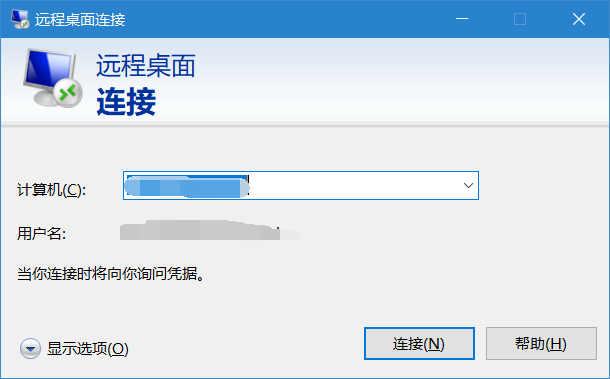 远程桌面连接
远程桌面
连接
计算机(C):
用户名:
当你连接时将向你询问凭据。
显示选项(O)
连接(N)
帮助(H)